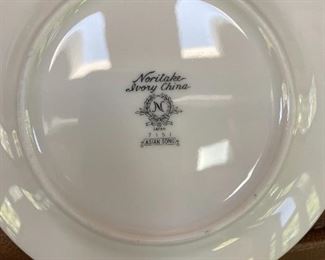 Noritake
Ivory China
N
JAPAN
7151
ASIAN SONG